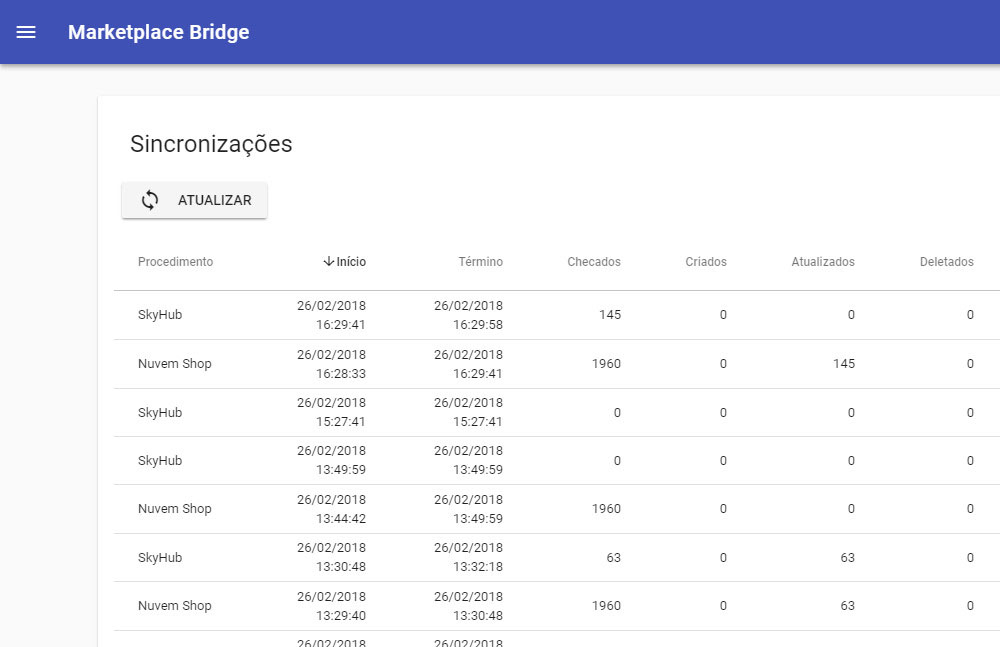 Marketplace Bridge
Sincronizações
ATUALIZAR
Procedimento Início Término Checados Criados Atualizados Deletados
26/02/2018 26/02/2018
SkyHub 145 0 0 0
16:29:41 16:29:58
26/02/2018 26/02/2018
Nuvem Shop 1960 0 145 0
16:28:33 16:29:41
26/02/2018 26/02/2018
SkyHub 0 0 0 0
15:27:41 15:27:41
26/02/2018 26/02/2018
SkyHub 0 0 0 0
13:49:59 13:49:59
26/02/2018 26/02/2018
Nuvem Shop 1960 0 0 0
13:44:42 13:49:59
26/02/2018 26/02/2018
SkyHub 63 0 63 0
13:30:48 13:32:18
26/02/2018 26/02/2018
Nuvem Shop 1960 0 63 0
13:29:40 13:30:48
26/02/2018 26/02/2018